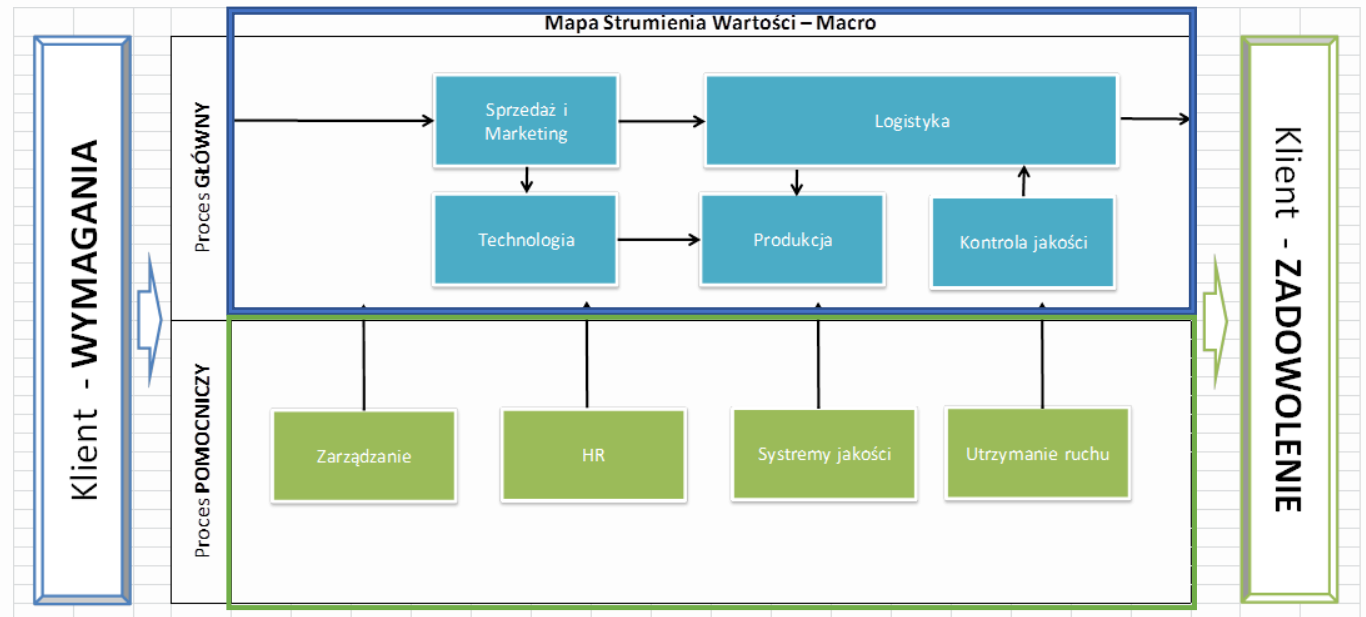 Mapa Strumienia Wartości – Macro
Klient - WYMAGANIA
Proces GŁÓWNY
Sprzedaż i
Marketing
Logistyka
Technologia
Produkcja
Kontrola jakości
Proces POMOCNICZY
Zarządzanie
HR
Systremy jakości
Utrzymanie ruchu
Klient - ZADOWOLENIE